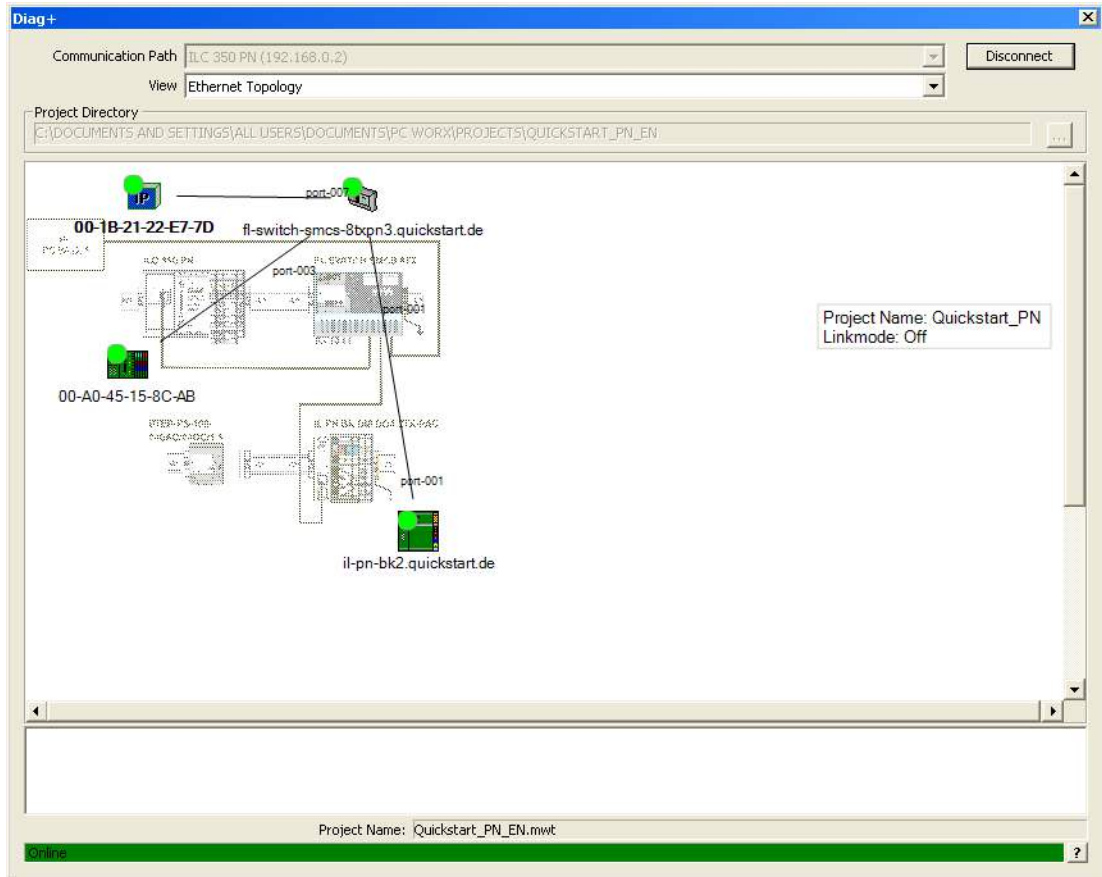 Diag+
Communication Path ILC 350 PN (192.168.0.2) Disconnect
View Ethernet Topology
Project Directory
C:\DOCUMENTS AND SETTINGS\ALL USERS\DOCUMENTS\PC WORX\PROJECTS\QUICKSTART_PN_EN ...
IP port-007
00-1B-21-22-E7-7D fl-switch-smcs-8txpn3.quickstart.de
port-003
port-001
Project Name: Quickstart_PN
Linkmode: Off
00-A0-45-15-8C-AB
port-001
il-pn-bk2.quickstart.de
Project Name: Quickstart_PN_EN.mwt
Online ?